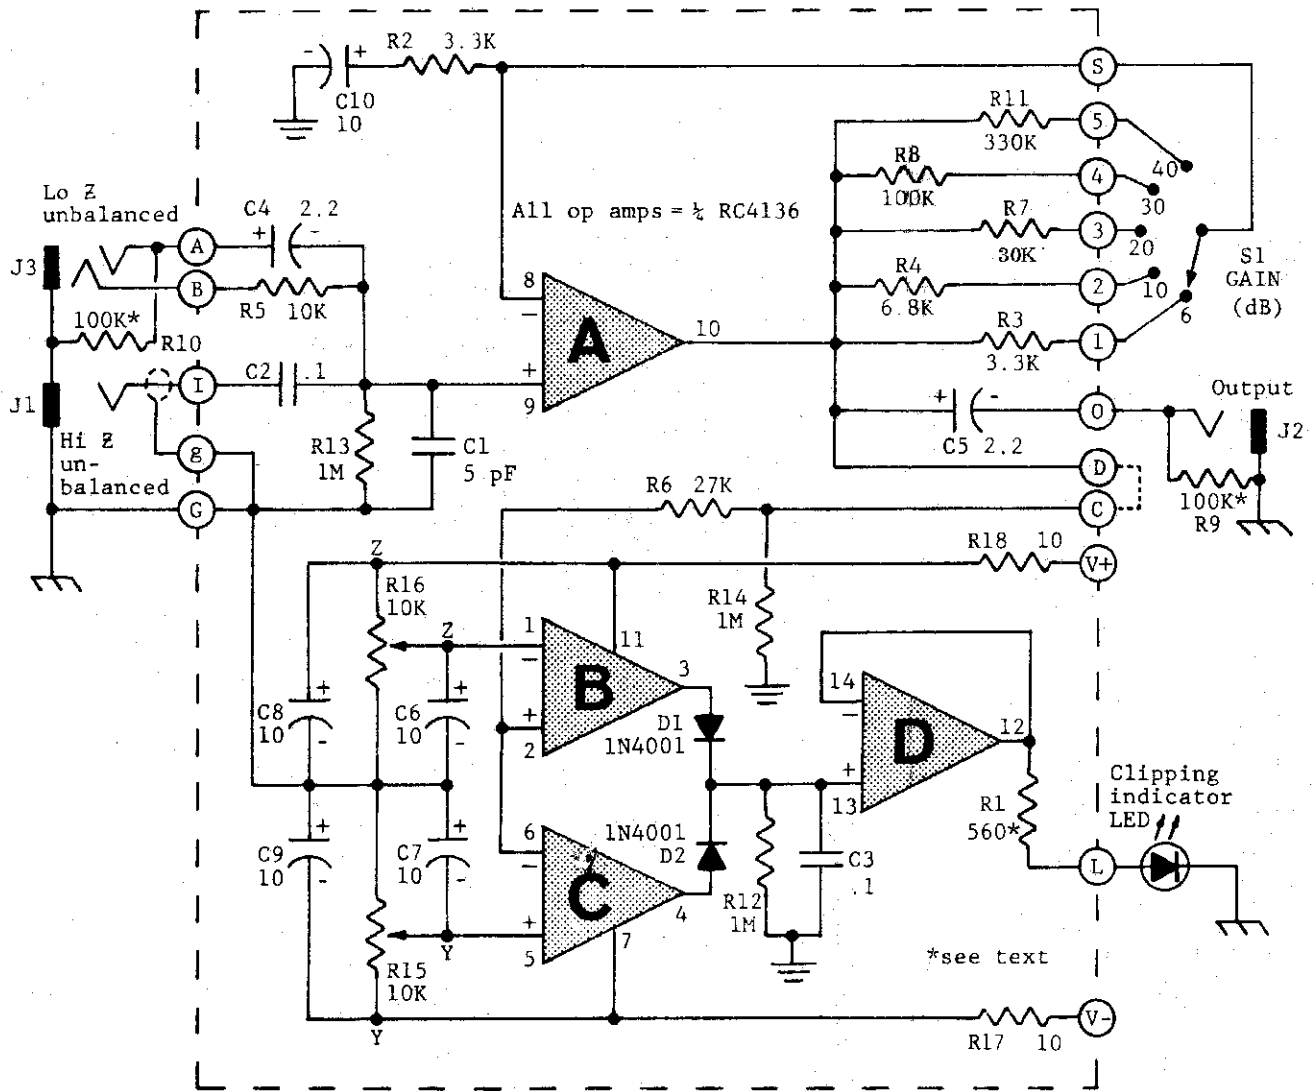 R2 3.3K
- +
C10
10
S
R11
330K
5
R8
100K
4
40
30
R7
30K
3
20
R4
6.8K
2
10
R3
3.3K
1
6
S1
GAIN
(dB)
Lo Z
unbalanced
J3
A
C4 2.2
+ -
B
R5 10K
100K*
R10
All op amps = ¼ RC4136
8
-
A
10
+
9
I
C2 .1
J1
Hi Z
un-
balanced
g
G
R13
1M
C1
5 pF
+ -
C5 2.2
O
Output
J2
D
C
100K*
R9
R6 27K
R18 10
V+
Z
R16
10K
Z
R14
1M
1
-
11
B
3
+
2
C8
10
+
-
C6
10
+
-
D1
1N4001
14
-
D
12
+
13
Clipping
indicator
LED
R1
560*
L
6
-
C
4
+
5
7
1N4001
D2
C9
10
+
-
C7
10
+
-
R12
1M
C3
.1
Y
R15
10K
Y
*see text
R17 10
V-